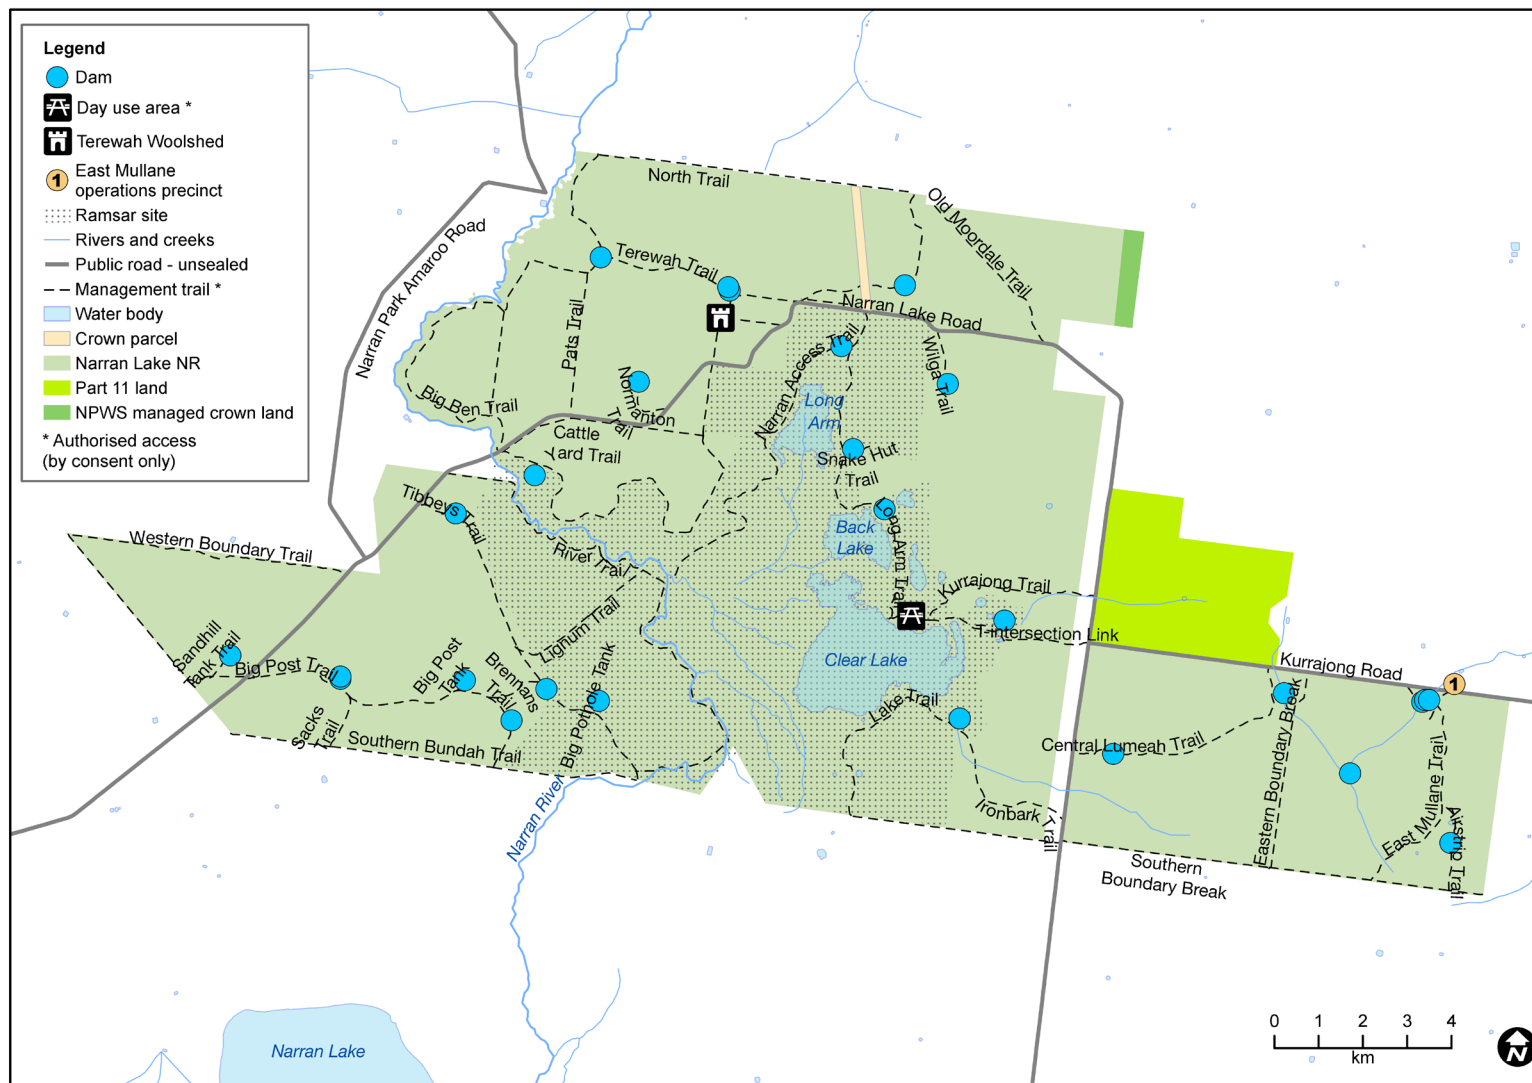 Legend
Dam
Day use area *
Terewah Woolshed
1
East Mullane
operations precinct
Ramsar site
Rivers and creeks
Public road - unsealed
Management trail *
Water body
Crown parcel
Narran Lake NR
Part 11 land
NPWS managed crown land
* Authorised access
(by consent only)
North Trail
Old Moordale Trail
Narran Park Amaroo Road
Terewah Trail
Narran Lake Road
Pats Trail
Narran Access Trail
Wilga Trail
Normanton
Trail
Big Ben Trail
Long
Arm
Cattle
Yard Trail
Snake Hut
Trail
Tibbeys Trail
Long Arm Trail
Back
Lake
Western Boundary Trail
River Trail
Kurrajong Trail
Lignum Trail
T-intersection Link
Sandhill
Tank Trail
Big Post Trail
Big Post
Tank
Brennans
Trail
Big Pothole Tank
Clear Lake
Kurrajong Road
1
Sacks
Trail
Southern Bundah Trail
Lake Trail
Central Lumeah Trail
Eastern Boundary Break
East Mullane Trail
Airstrip Trail
Narran River
Ironbark Trail
Southern
Boundary Break
Narran Lake
0 1 2 3 4
km
N